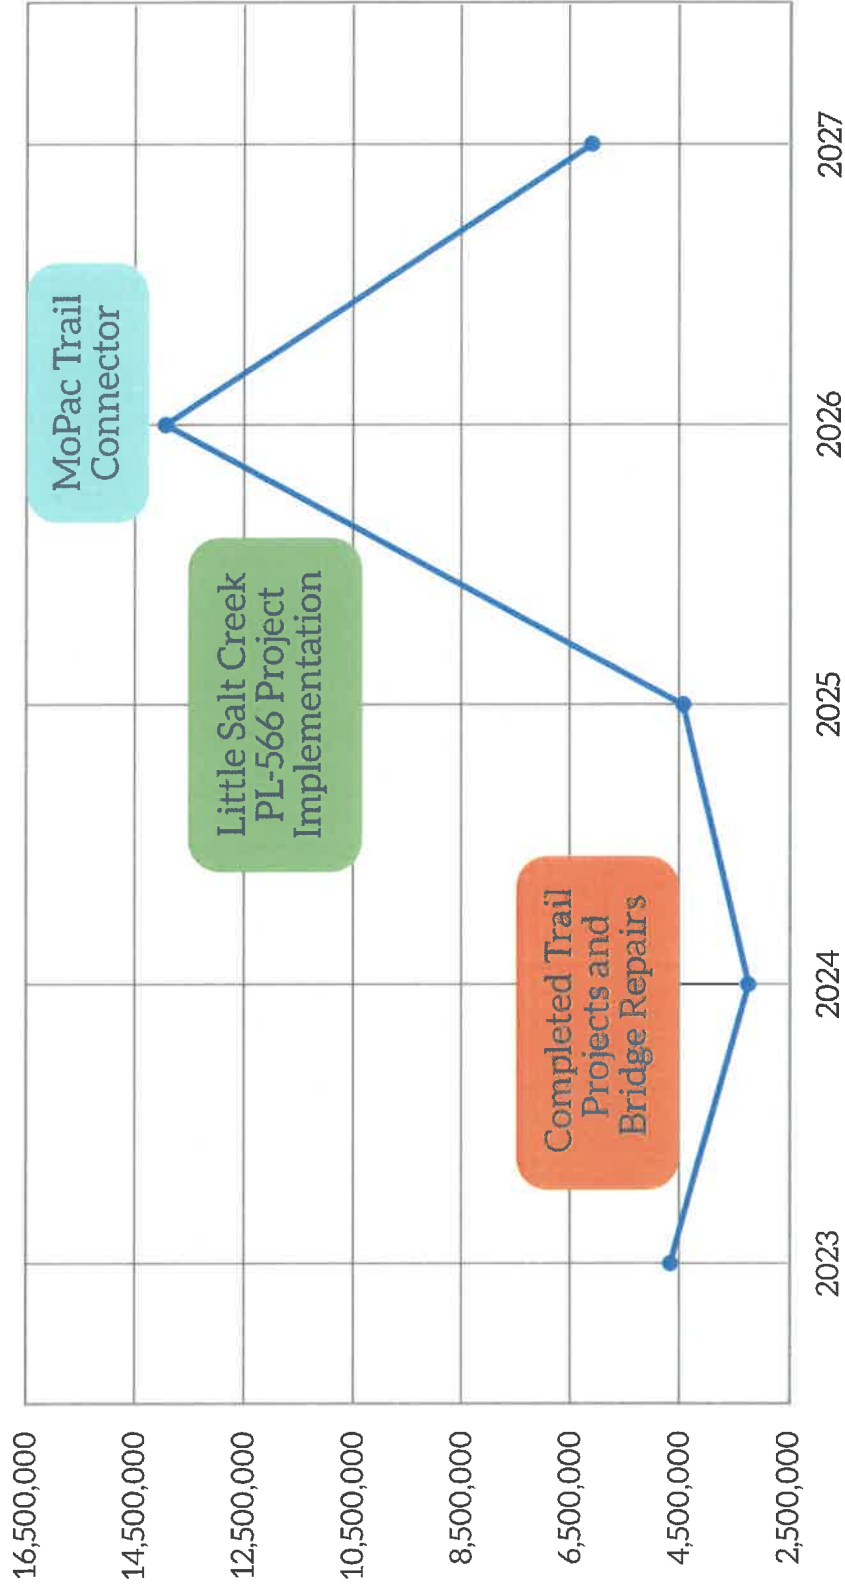 16,500,000
14,500,000
12,500,000
10,500,000
8,500,000
6,500,000
4,500,000
2,500,000
MoPac Trail
Connector
Little Salt Creek
PL-566 Project
Implementation
Completed Trail
Projects and
Bridge Repairs
2023
2024
2025
2026
2027